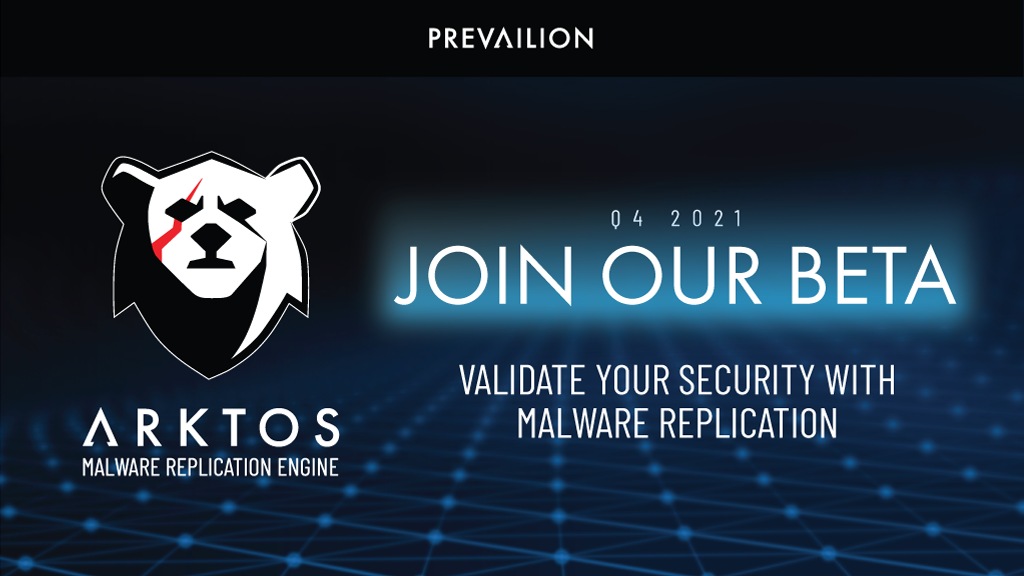 PREVAILION
Q4 2021
JOIN OUR BETA
VALIDATE YOUR SECURITY WITH
MALWARE REPLICATION
ARKTOS
MALWARE REPLICATION ENGINE